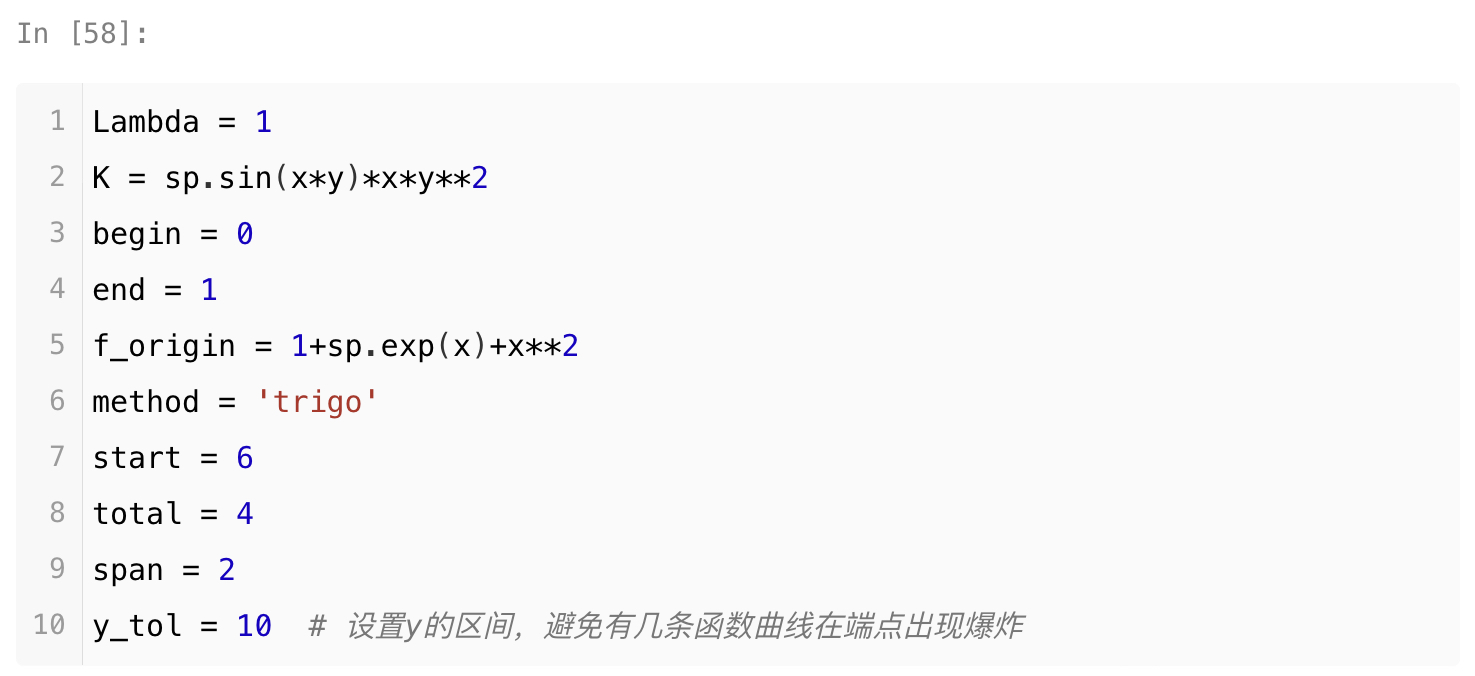 In [58]:
1 Lambda = 1
2 K = sp.sin(x*y)*x*y**2
3 begin = 0
4 end = 1
5 f_origin = 1+sp.exp(x)+x**2
6 method = 'trigo'
7 start = 6
8 total = 4
9 span = 2
10 y_tol = 10  # 设置y的区间，避免有几条函数曲线在端点出现爆炸